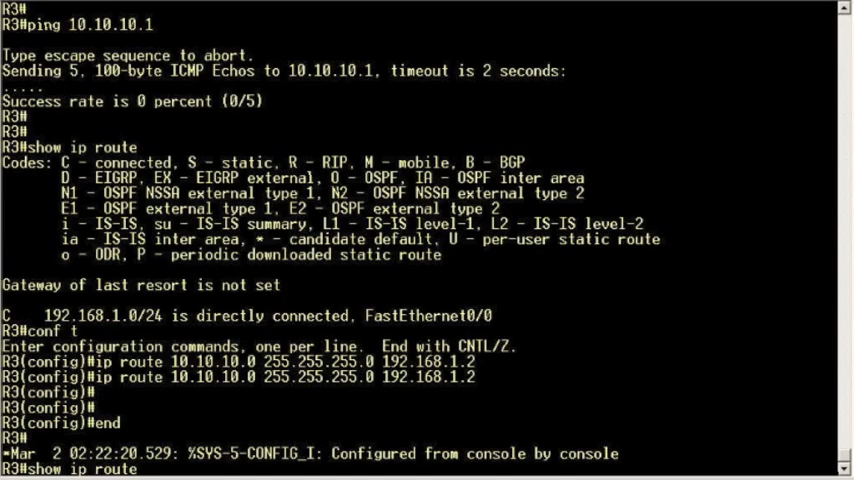 R3#
R3#ping 10.10.10.1
Type escape sequence to abort.
Sending 5, 100-byte ICMP Echos to 10.10.10.1, timeout is 2 seconds:
.....
Success rate is 0 percent (0/5)
R3#
R3#
R3#show ip route
Codes: C - connected, S - static, R - RIP, M - mobile, B - BGP
D - EIGRP, EX - EIGRP external, O - OSPF, IA - OSPF inter area
N1 - OSPF NSSA external type 1, N2 - OSPF NSSA external type 2
E1 - OSPF external type 1, E2 - OSPF external type 2
i - IS-IS, su - IS-IS summary, L1 - IS-IS level-1, L2 - IS-IS level-2
ia - IS-IS inter area, * - candidate default, U - per-user static route
o - ODR, P - periodic downloaded static route
Gateway of last resort is not set
C    192.168.1.0/24 is directly connected, FastEthernet0/0
R3#conf t
Enter configuration commands, one per line.  End with CNTL/Z.
R3(config)#ip route 10.10.10.0 255.255.255.0 192.168.1.2
R3(config)#ip route 10.10.10.0 255.255.255.0 192.168.1.2
R3(config)#
R3(config)#
R3(config)#end
R3#
*Mar  2 02:22:20.529: %SYS-5-CONFIG_I: Configured from console by console
R3#show ip route